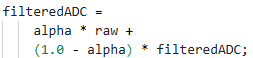 filteredADC =
alpha * raw +
(1.0 - alpha) * filteredADC;